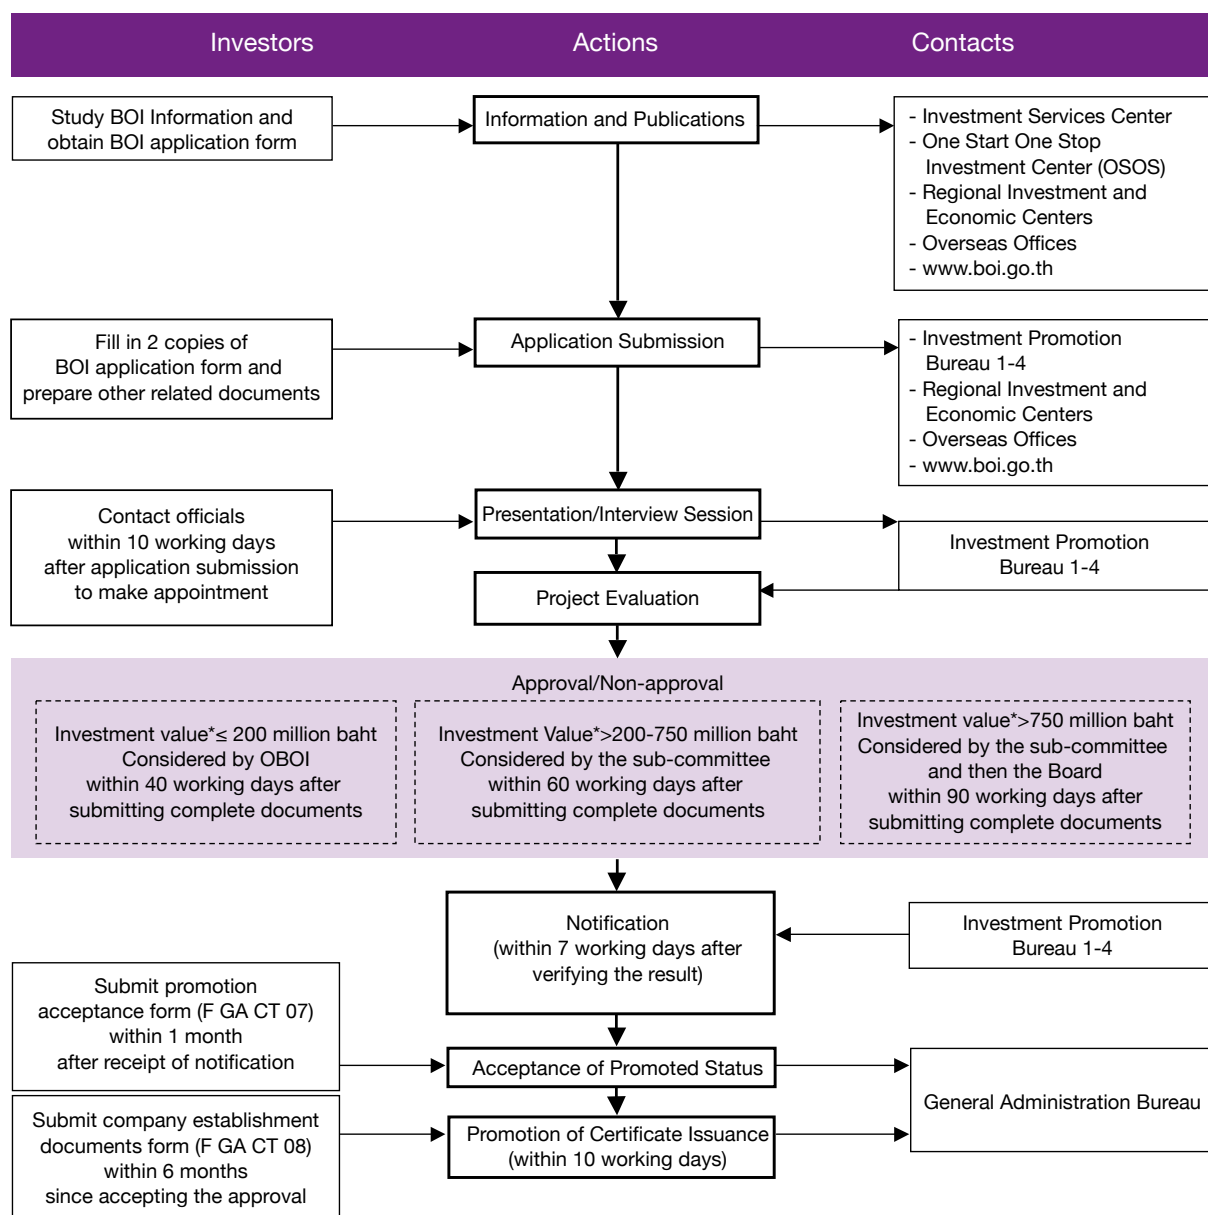 Investors
Actions
Contacts
Study BOI Information and
obtain BOI application form
Information and Publications
- Investment Services Center
- One Start One Stop
Investment Center (OSOS)
- Regional Investment and
Economic Centers
- Overseas Offices
- www.boi.go.th
Fill in 2 copies of
BOI application form and
prepare other related documents
Application Submission
- Investment Promotion
Bureau 1-4
- Regional Investment and
Economic Centers
- Overseas Offices
- www.boi.go.th
Contact officials
within 10 working days
after application submission
to make appointment
Presentation/Interview Session
Investment Promotion
Bureau 1-4
Project Evaluation
Approval/Non-approval
Investment value*≤ 200 million baht
Considered by OBOI
within 40 working days after
submitting complete documents
Investment Value*>200-750 million baht
Considered by the sub-committee
within 60 working days after
submitting complete documents
Investment value*>750 million baht
Considered by the sub-committee
and then the Board
within 90 working days after
submitting complete documents
Notification
(within 7 working days after
verifying the result)
Investment Promotion
Bureau 1-4
Submit promotion
acceptance form (F GA CT 07)
within 1 month
after receipt of notification
Acceptance of Promoted Status
General Administration Bureau
Submit company establishment
documents form (F GA CT 08)
within 6 months
since accepting the approval
Promotion of Certificate Issuance
(within 10 working days)